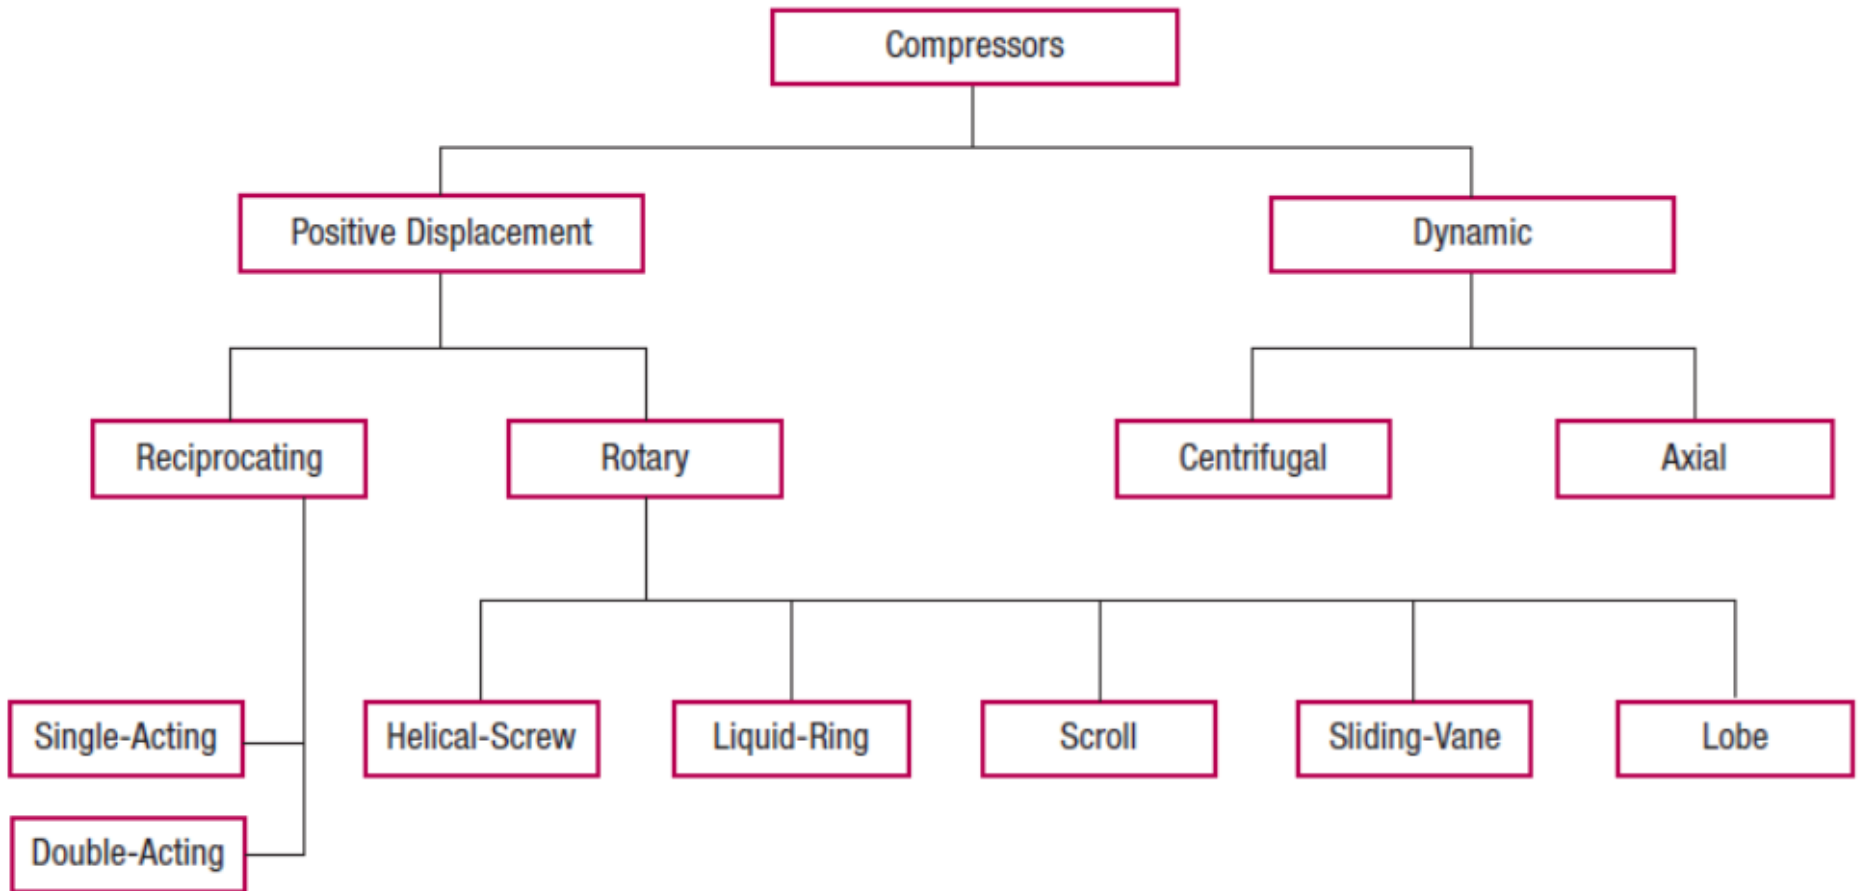 Compressors
Positive Displacement
Dynamic
Reciprocating
Rotary
Centrifugal
Axial
Single-Acting
Helical-Screw
Liquid-Ring
Scroll
Sliding-Vane
Lobe
Double-Acting